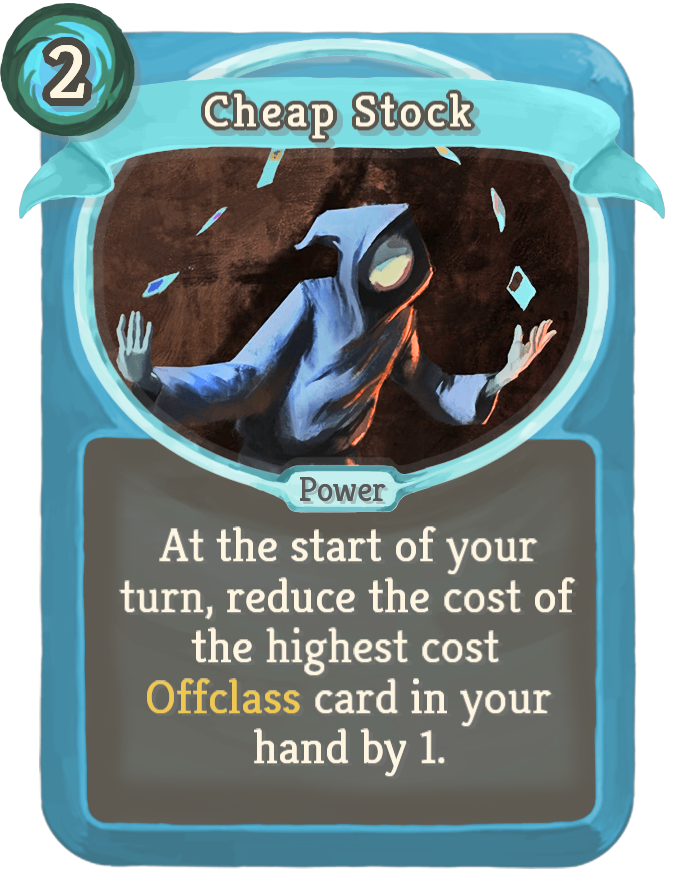 2
Cheap Stock
Power
At the start of your
turn, reduce the cost of
the highest cost
Offclass card in your
hand by 1.